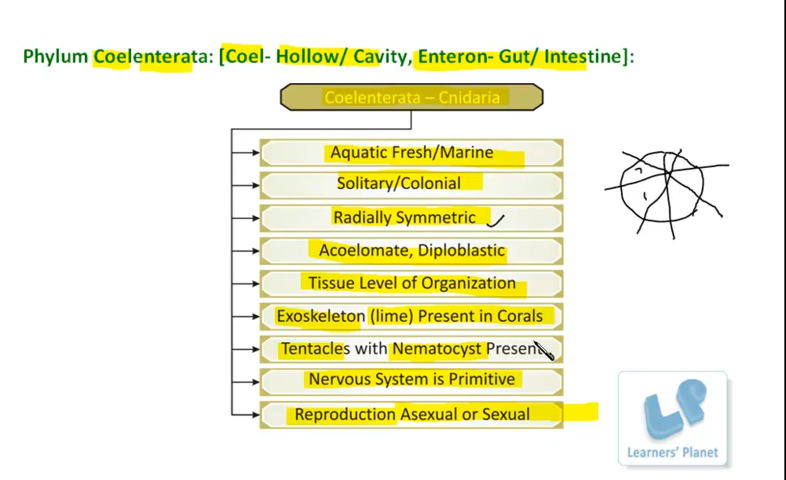 Phylum Coelenterata: [Coel- Hollow/ Cavity, Enteron- Gut/ Intestine]:
Coelenterata – Cnidaria
Aquatic Fresh/Marine
Solitary/Colonial
Radially Symmetric
Acoelomate, Diploblastic
Tissue Level of Organization
Exoskeleton (lime) Present in Corals
Tentacles with Nematocyst Present
Nervous System is Primitive
Reproduction Asexual or Sexual
LP
Learners' Planet